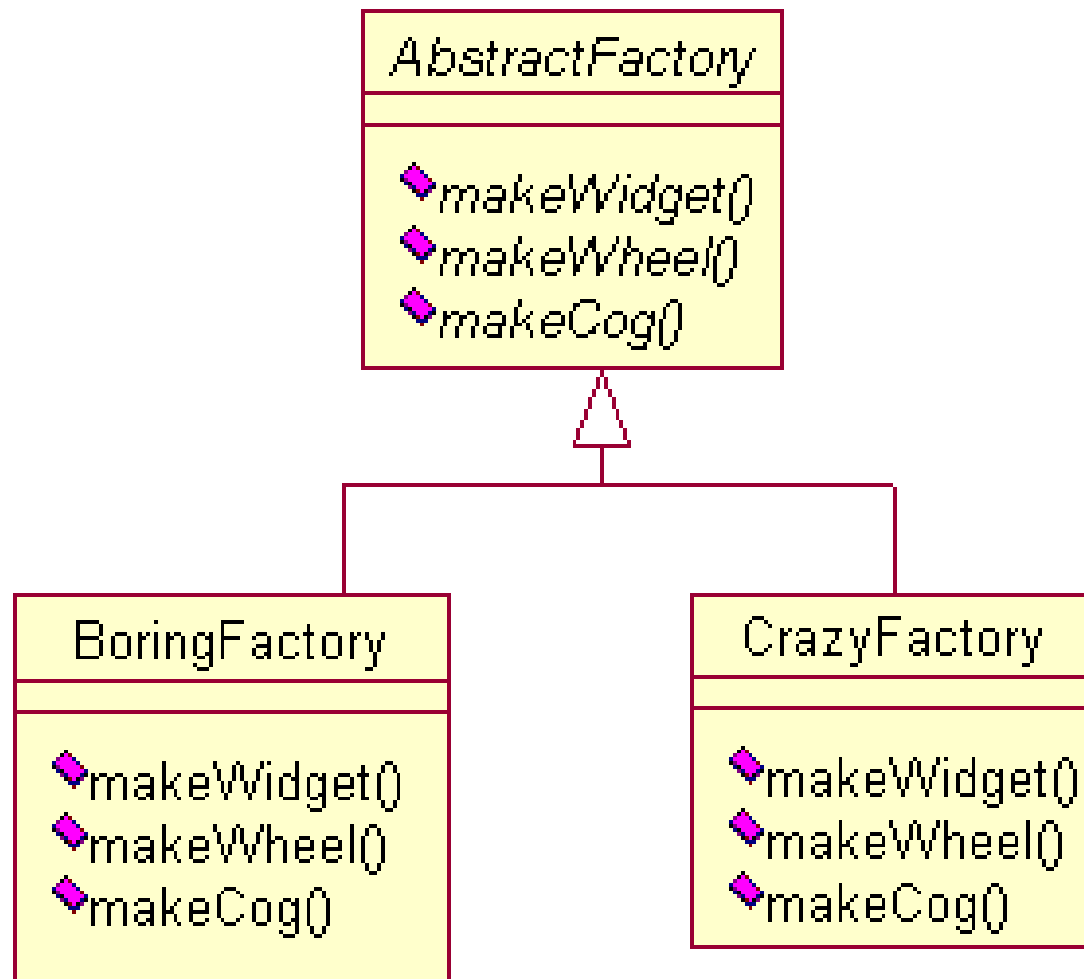 AbstractFactory
makeWidget()
makeWheel()
makeCog()
BoringFactory
makeWidget()
makeWheel()
makeCog()
CrazyFactory
makeWidget()
makeWheel()
makeCog()